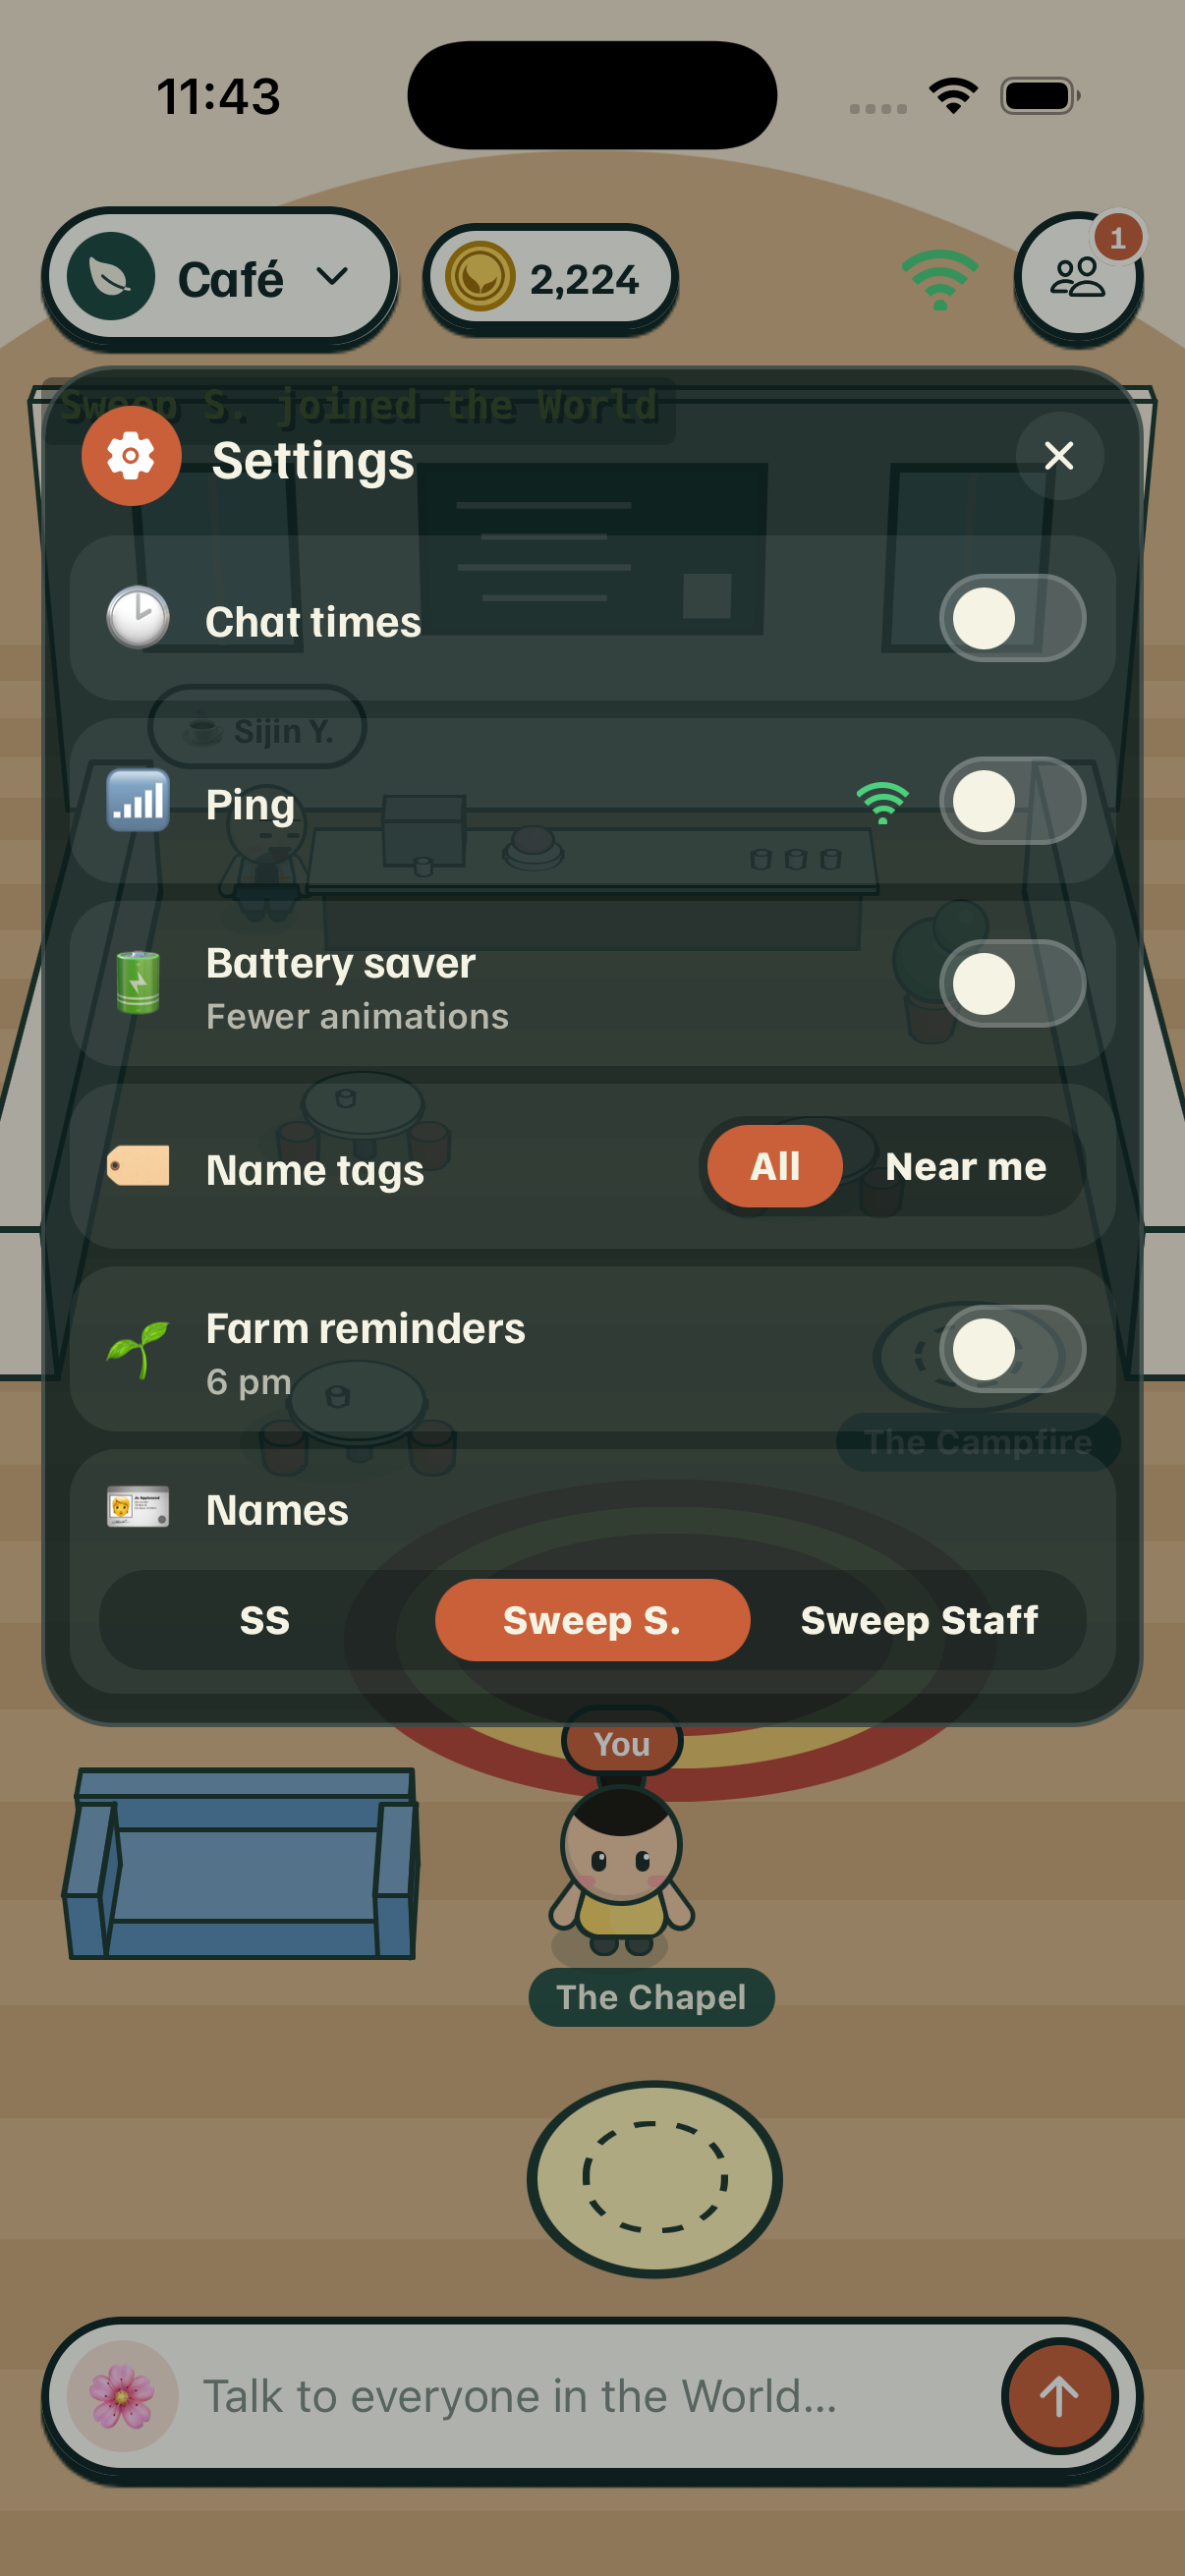 11:43
Café
2,224
1
Sweep S. joined the World
Settings
Chat times
Sijin Y.
Ping
Battery saver
Fewer animations
Name tags
All
Near me
Farm reminders
6 pm
The Campfire
Names
SS
Sweep S.
Sweep Staff
You
The Chapel
Talk to everyone in the World...